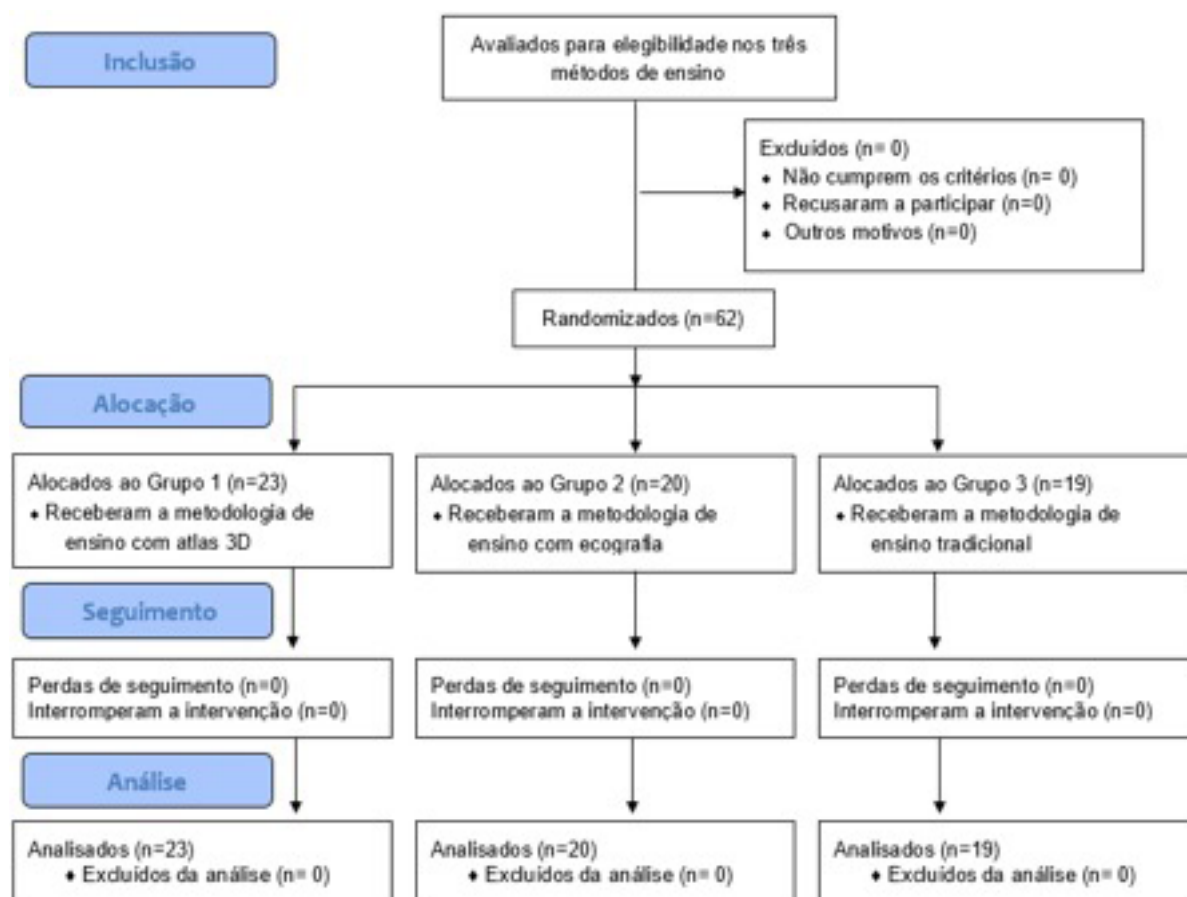 Inclusão
Avaliados para elegibilidade nos três
métodos de ensino
Excluídos (n= 0)
♦ Não cumprem os critérios (n= 0)
♦ Recusaram a participar (n=0)
♦ Outros motivos (n=0)
Randomizados (n=62)
Alocação
Alocados ao Grupo 1 (n=23)
♦ Receberam a metodologia de
ensino com atlas 3D
Alocados ao Grupo 2 (n=20)
♦ Receberam a metodologia de
ensino com ecografia
Alocados ao Grupo 3 (n=19)
♦ Receberam a metodologia de
ensino tradicional
Seguimento
Perdas de seguimento (n=0)
Interromperam a intervenção (n=0)
Perdas de seguimento (n=0)
Interromperam a intervenção (n=0)
Perdas de seguimento (n=0)
Interromperam a intervenção (n=0)
Análise
Analisados (n=23)
♦ Excluídos da análise (n= 0)
Analisados (n=20)
♦ Excluídos da análise (n= 0)
Analisados (n=19)
♦ Excluídos da análise (n= 0)